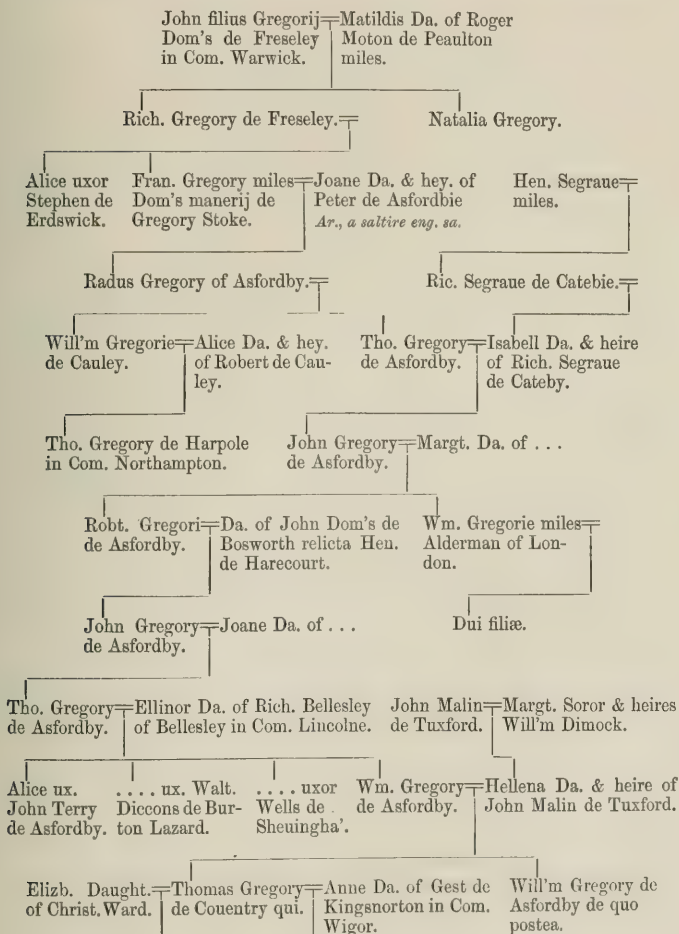 John filius Gregorij Matildis Da. of Roger
Dom's de Freseley Moton de Peaulton
in Com. Warwick. miles.
Rich. Gregory de Freseley. Natalia Gregory.
Alice uxor Fran. Gregory miles Joane Da. & hey. of Hen. Segraue
Stephen de Dom's manerij de Peter de Asfordbie miles.
Erdswick. Gregory Stoke. Ar., a saltire eng. sa.
Radus Gregory of Asfordby. Ric. Segraue de Catebie.
Will'm Gregorie Alice Da. & hey. Tho. Gregory Isabell Da. & heire
de Cauley. of Robert de Cau- de Asfordby. of Rich. Segraue
ley. de Cateby.
Tho. Gregory de Harpole John Gregory Margt. Da. of . . .
in Com. Northampton. de Asfordby.
Robt. Gregori Da. of John Dom's de Wm. Gregorie miles
de Asfordby. Bosworth relicta Hen. Alderman of Lon-
de Harecourt. don.
John Gregory Joane Da. of . . . Dui filiæ.
de Asfordby.
Tho. Gregory Ellinor Da. of Rich. Bellesley John Malin Margt. Soror & heires
de Asfordby. of Bellesley in Com. Lincolne. de Tuxford. Will'm Dimock.
Alice ux. . . . . ux. Walt. . . . . uxor Wm. Gregory Hellena Da. & heire of
John Terry Diccons de Bur- Wells de de Asfordby. John Malin de Tuxford.
de Asfordby. ton Lazard. Sheuingha'.
Elizb. Daught. Thomas Gregory Anne Da. of Gest de Will'm Gregory de
of Christ. Ward. de Couentry qui. Kingsnorton in Com. Asfordby de quo
Wigor. postea.